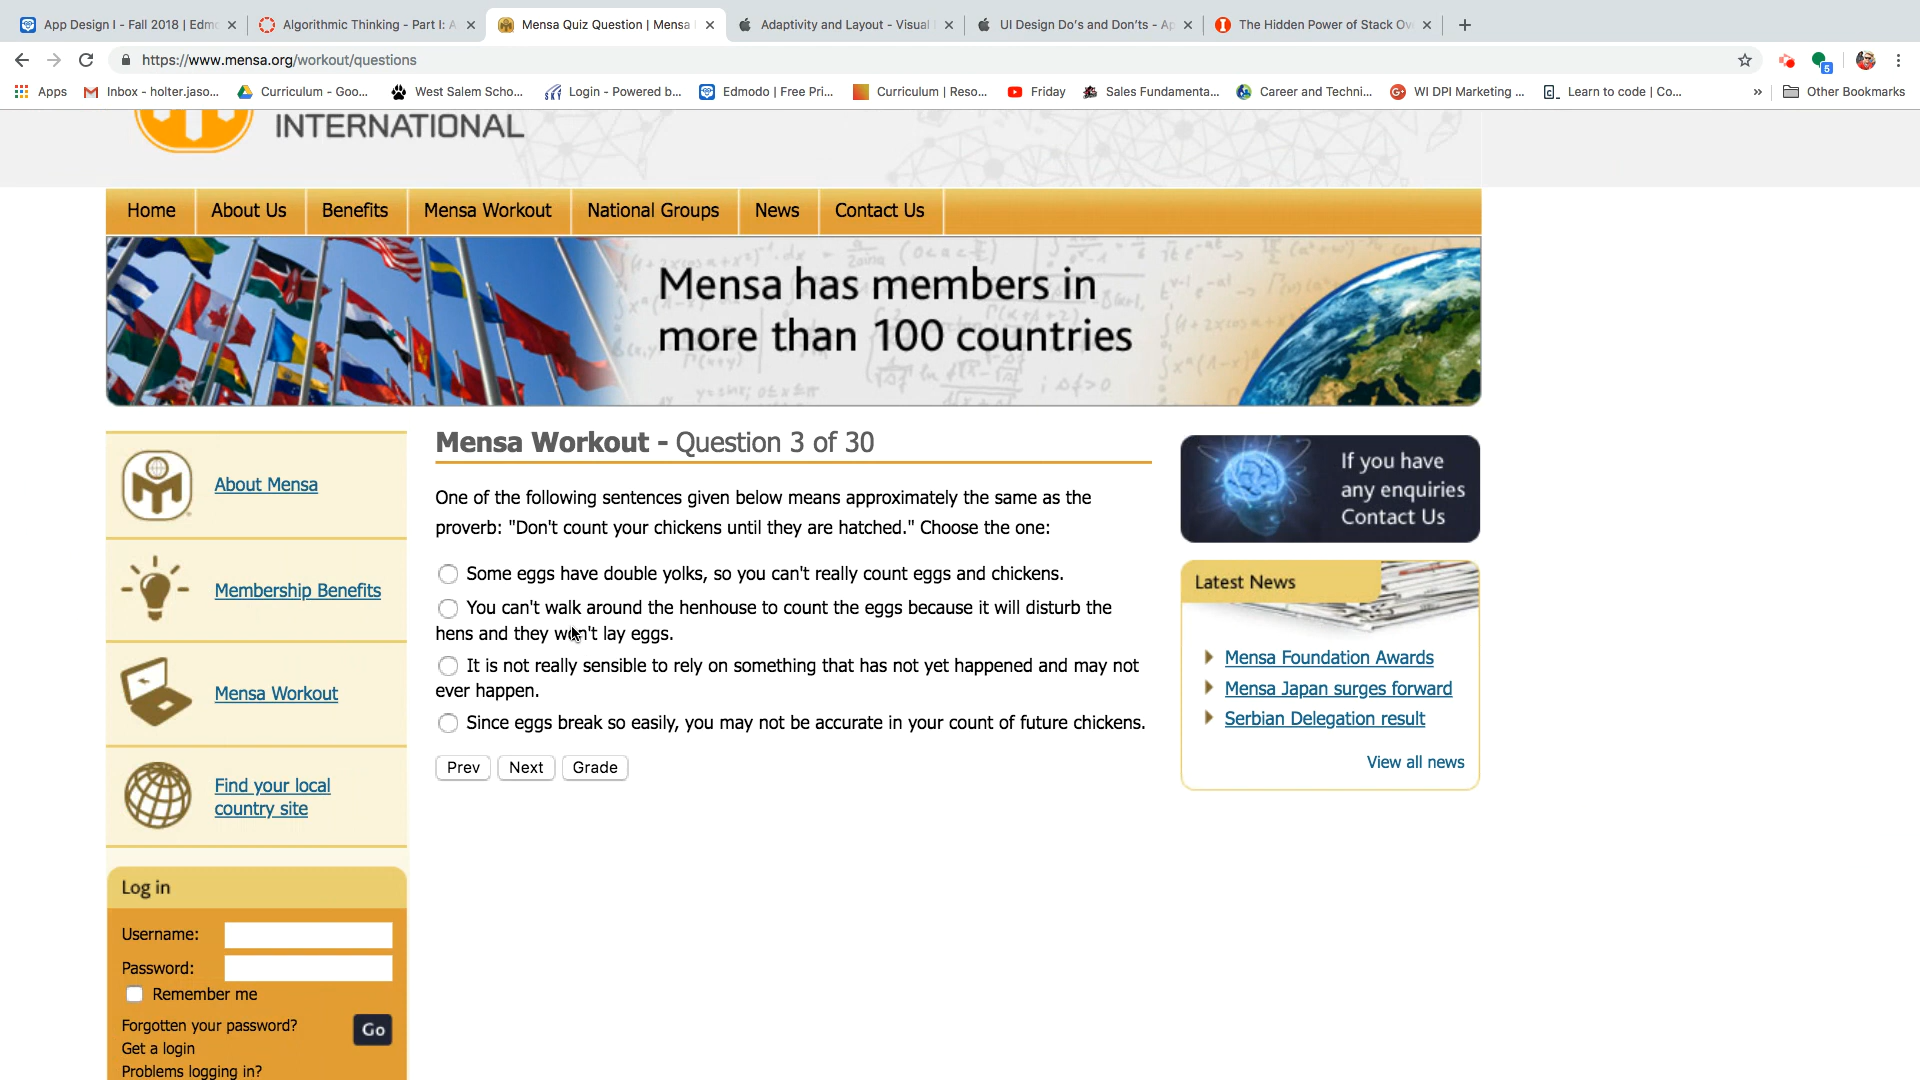 App Design I - Fall 2018 | Edm
Algorithmic Thinking - Part I: A
Mensa Quiz Question | Mensa
Adaptivity and Layout - Visual
UI Design Do's and Don'ts - Ap
The Hidden Power of Stack Ov
https://www.mensa.org/workout/questions
5
Apps
Inbox - holter.jaso...
Curriculum - Goo...
West Salem Scho...
Login - Powered b...
Edmodo | Free Pri...
Curriculum | Reso...
Friday
Sales Fundamenta...
Career and Techni...
WI DPI Marketing ...
Learn to code | Co...
»
Other Bookmarks
INTERNATIONAL
Home
About Us
Benefits
Mensa Workout
National Groups
News
Contact Us
Mensa has members in
more than 100 countries
About Mensa
Membership Benefits
Mensa Workout
Find your local
country site
Log in
Username:
Password:
Remember me
Forgotten your password?
Go
Get a login
Problems logging in?
Mensa Workout - Question 3 of 30
One of the following sentences given below means approximately the same as the
proverb: "Don't count your chickens until they are hatched." Choose the one:
Some eggs have double yolks, so you can't really count eggs and chickens.
You can't walk around the henhouse to count the eggs because it will disturb the
hens and they won't lay eggs.
It is not really sensible to rely on something that has not yet happened and may not
ever happen.
Since eggs break so easily, you may not be accurate in your count of future chickens.
Prev
Next
Grade
If you have
any enquiries
Contact Us
Latest News
Mensa Foundation Awards
Mensa Japan surges forward
Serbian Delegation result
View all news